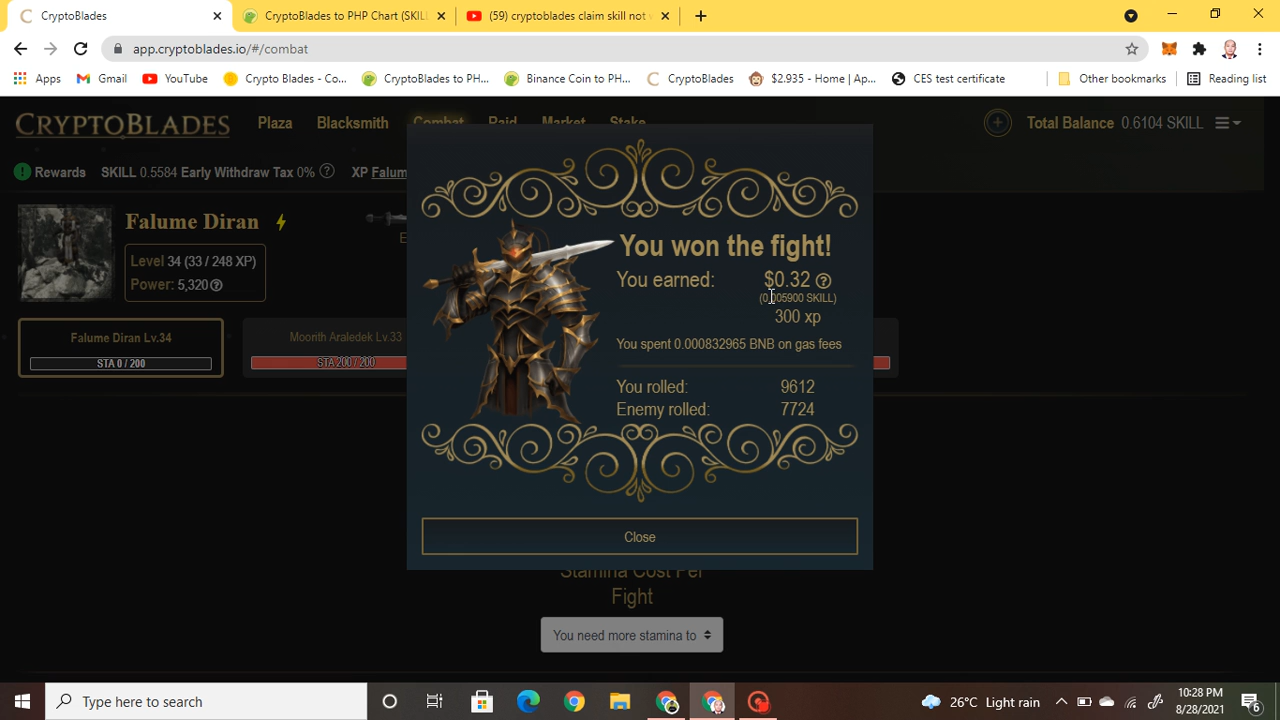 CryptoBlades
CryptoBlades to PHP Chart (SKILL
(59) cryptoblades claim skill not
app.cryptoblades.io/#/combat
Apps
Gmail
YouTube
Crypto Blades - Co...
CryptoBlades to PH...
Binance Coin to PH...
CryptoBlades
$2.935 - Home | Ap...
CES test certificate
Other bookmarks
Reading list
CRYPTOBLADES
Plaza
Blacksmith
Combat
Raid
Market
Stake
Total Balance 0.6104 SKILL
Rewards SKILL 0.5584 Early Withdraw Tax 0% XP Falum
Falume Diran
Level 34 (33 / 248 XP)
Power: 5,320
Falume Diran Lv.34
STA 0 / 200
Moorith Araledek Lv.33
STA 200 / 200
You won the fight!
You earned: $0.32
(0.005900 SKILL)
300 xp
You spent 0.000832965 BNB on gas fees
You rolled: 9612
Enemy rolled: 7724
Close
Stamina Cost Per
Fight
You need more stamina to
Type here to search
26°C Light rain
10:28 PM
8/28/2021
6